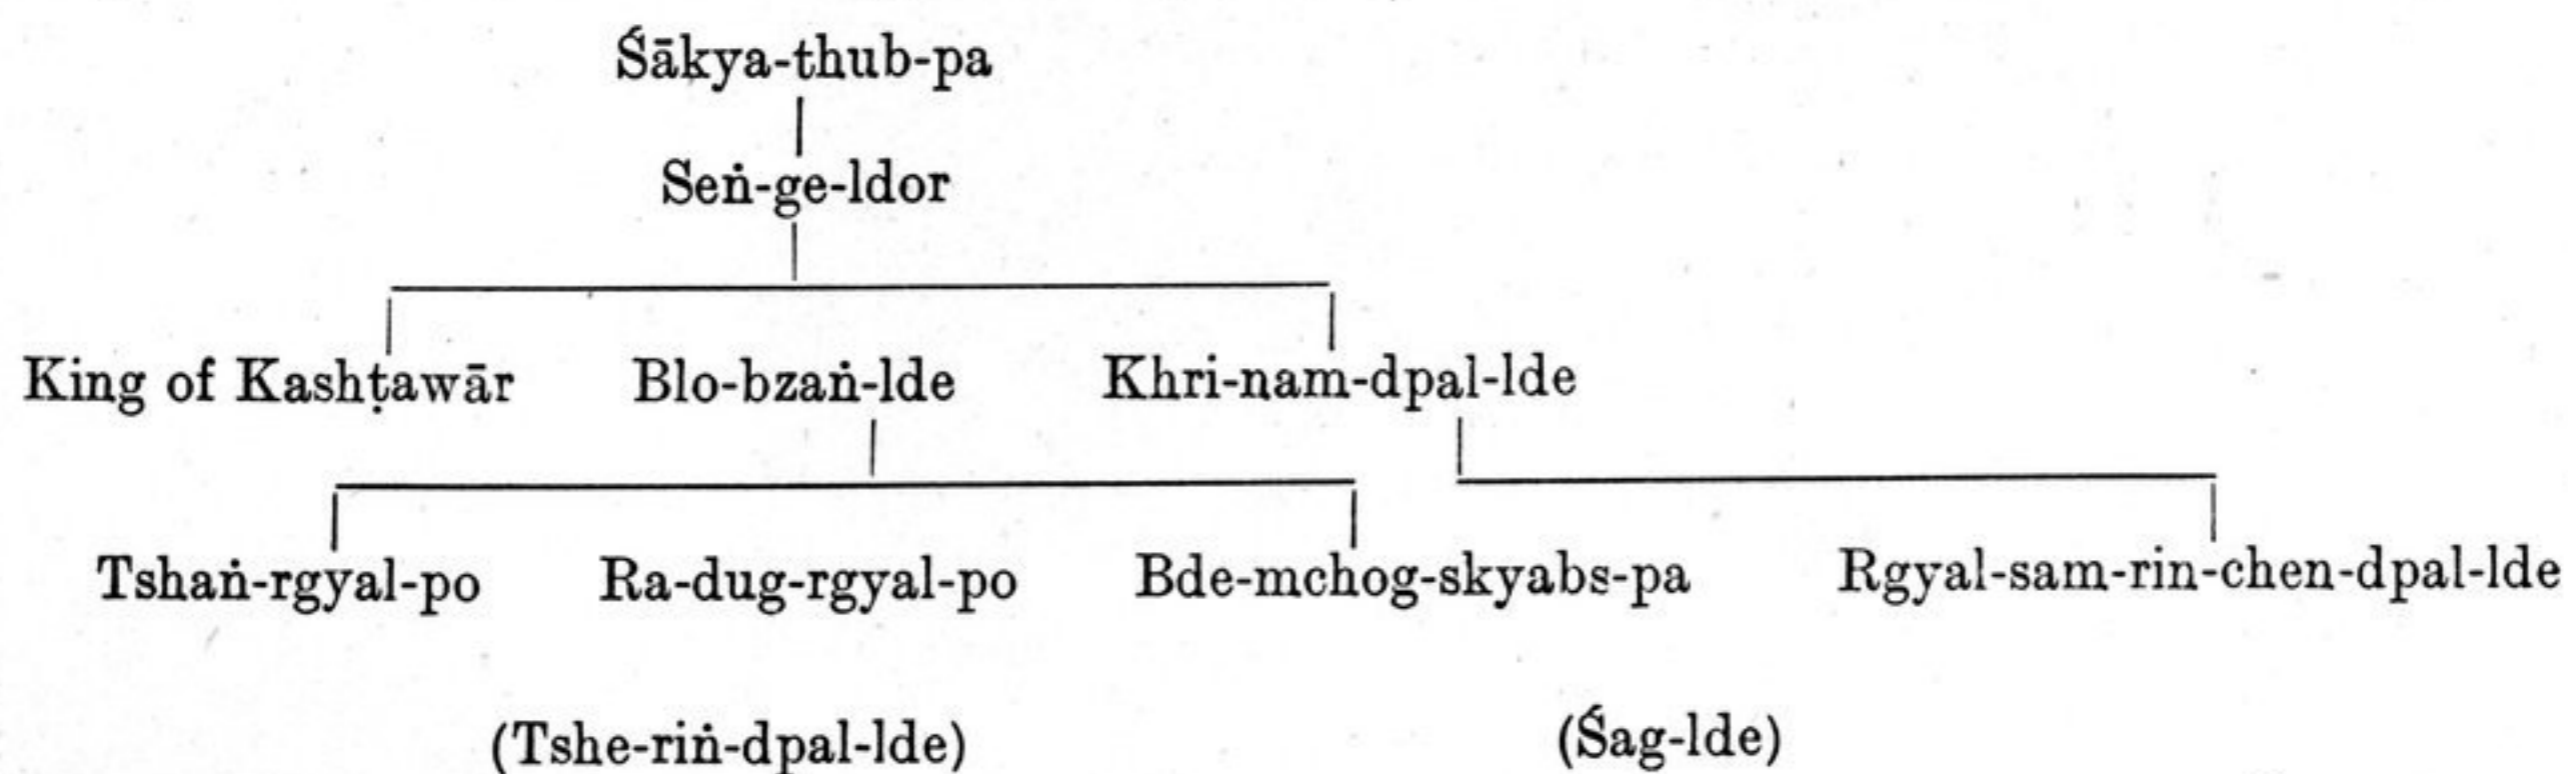 Śākya-thub-pa
Seṅ-ge-ldor
King of Kashṭawār Blo-bzaṅ-lde Khri-nam-dpal-lde
Tshaṅ-rgyal-po Ra-dug-rgyal-po Bde-mchog-skyabs-pa Rgyal-sam-rin-chen-dpal-lde
(Tshe-riṅ-dpal-lde) (Śag-lde)